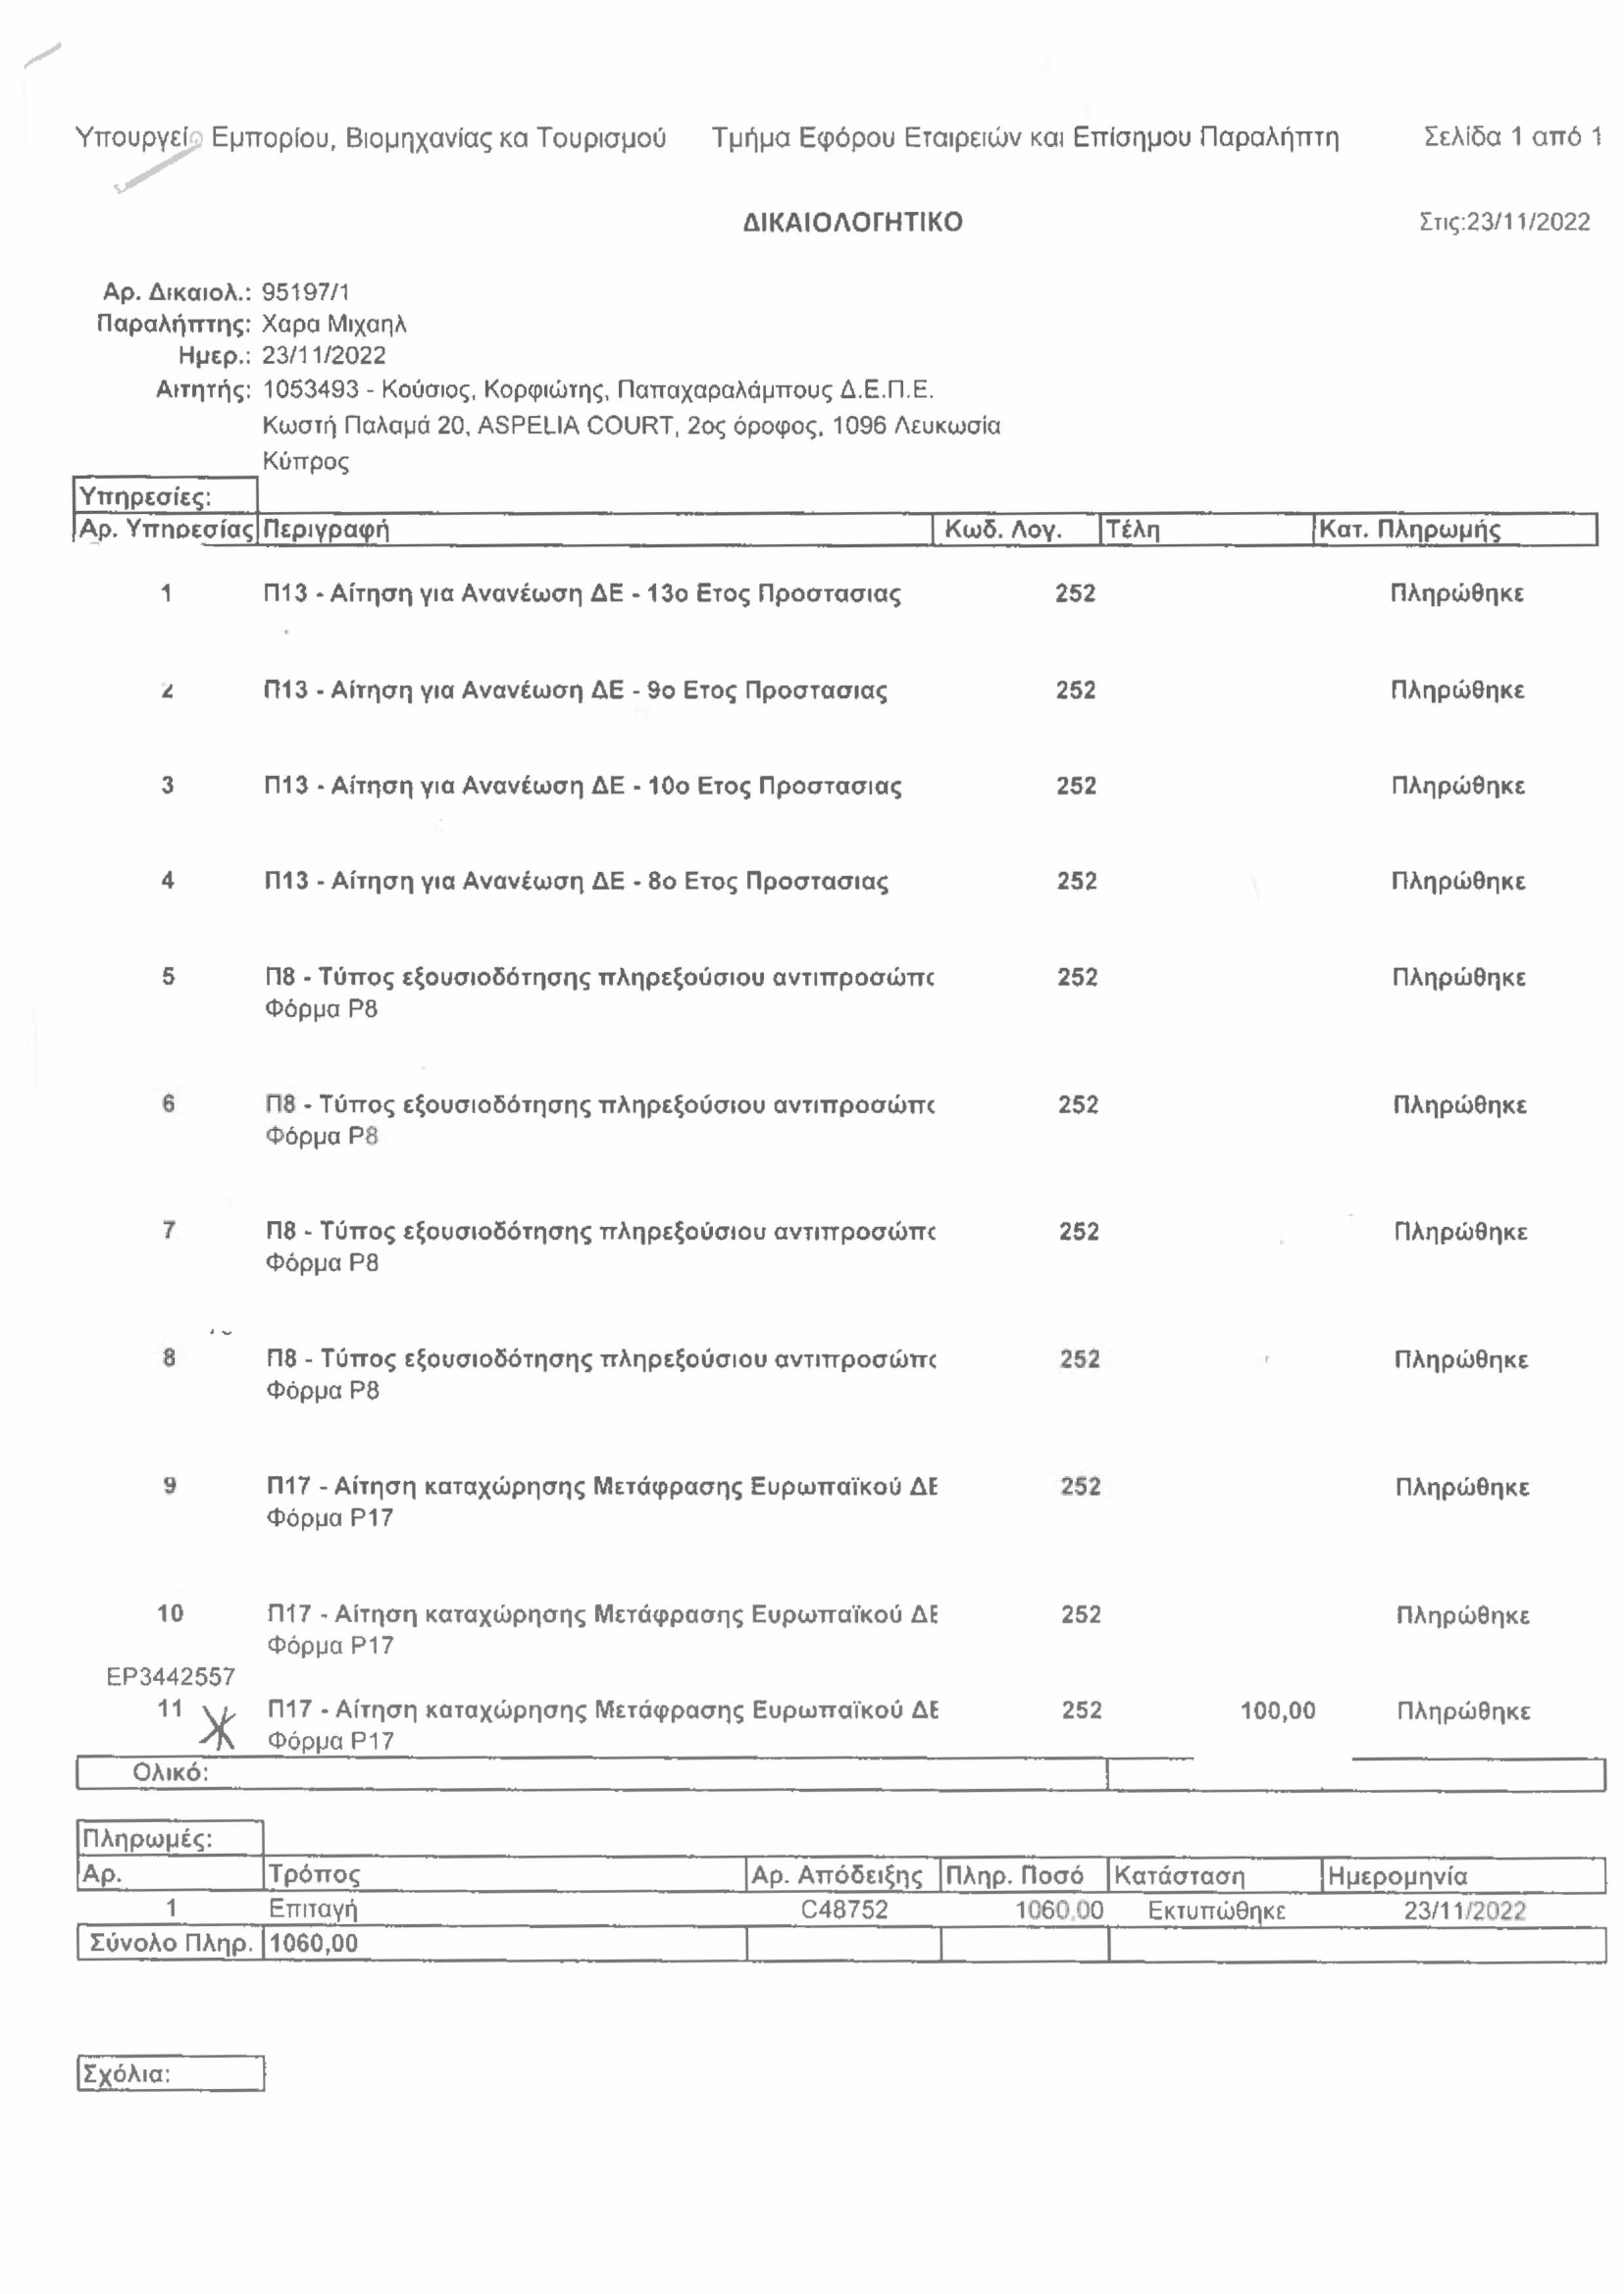 Υπουργείο Εμπορίου, Βιομηχανίας κα Τουρισμού Τμήμα Εφόρου Εταιρειών και Επίσημου Παραλήπτη Σελίδα 1 από 1
ΔΙΚΑΙΟΛΟΓΗΤΙΚΟ Στις:23/11/2022
Αρ. Δικαιολ.: 95197/1
Παραλήπτης: Χαρα Μιχαηλ
Ημερ.: 23/11/2022
Αιτητής: 1053493 - Κούσιος, Κορφιώτης, Παπαχαραλάμπους Δ.Ε.Π.Ε.
Κωστή Παλαμά 20, ASPELIA COURT, 2ος όροφος, 1096 Λευκωσία
Κύπρος
Υπηρεσίες:
Αρ. Υπηρεσίας Περιγραφή Κωδ. Λογ. Τέλη Κατ. Πληρωμής
1 Π13 - Αίτηση για Ανανέωση ΔΕ - 13ο Ετος Προστασιας 252 Πληρώθηκε
2 Π13 - Αίτηση για Ανανέωση ΔΕ - 9ο Ετος Προστασιας 252 Πληρώθηκε
3 Π13 - Αίτηση για Ανανέωση ΔΕ - 10ο Ετος Προστασιας 252 Πληρώθηκε
4 Π13 - Αίτηση για Ανανέωση ΔΕ - 8ο Ετος Προστασιας 252 Πληρώθηκε
5 Π8 - Τύπος εξουσιοδότησης πληρεξούσιου αντιπροσώπο 252 Πληρώθηκε
Φόρμα P8
6 Π8 - Τύπος εξουσιοδότησης πληρεξούσιου αντιπροσώπο 252 Πληρώθηκε
Φόρμα P8
7 Π8 - Τύπος εξουσιοδότησης πληρεξούσιου αντιπροσώπο 252 Πληρώθηκε
Φόρμα P8
8 Π8 - Τύπος εξουσιοδότησης πληρεξούσιου αντιπροσώπο 252 Πληρώθηκε
Φόρμα P8
9 Π17 - Αίτηση καταχώρησης Μετάφρασης Ευρωπαϊκού ΔΕ 252 Πληρώθηκε
Φόρμα P17
10 Π17 - Αίτηση καταχώρησης Μετάφρασης Ευρωπαϊκού ΔΕ 252 Πληρώθηκε
Φόρμα P17
EP3442557
11 Π17 - Αίτηση καταχώρησης Μετάφρασης Ευρωπαϊκού ΔΕ 252 100,00 Πληρώθηκε
Φόρμα P17
Ολικό:
Πληρωμές:
Αρ. Τρόπος Αρ. Απόδειξης Πληρ. Ποσό Κατάσταση Ημερομηνία
1 Επιταγή C48752 1060,00 Εκτυπώθηκε 23/11/2022
Σύνολο Πληρ. 1060,00
Σχόλια: